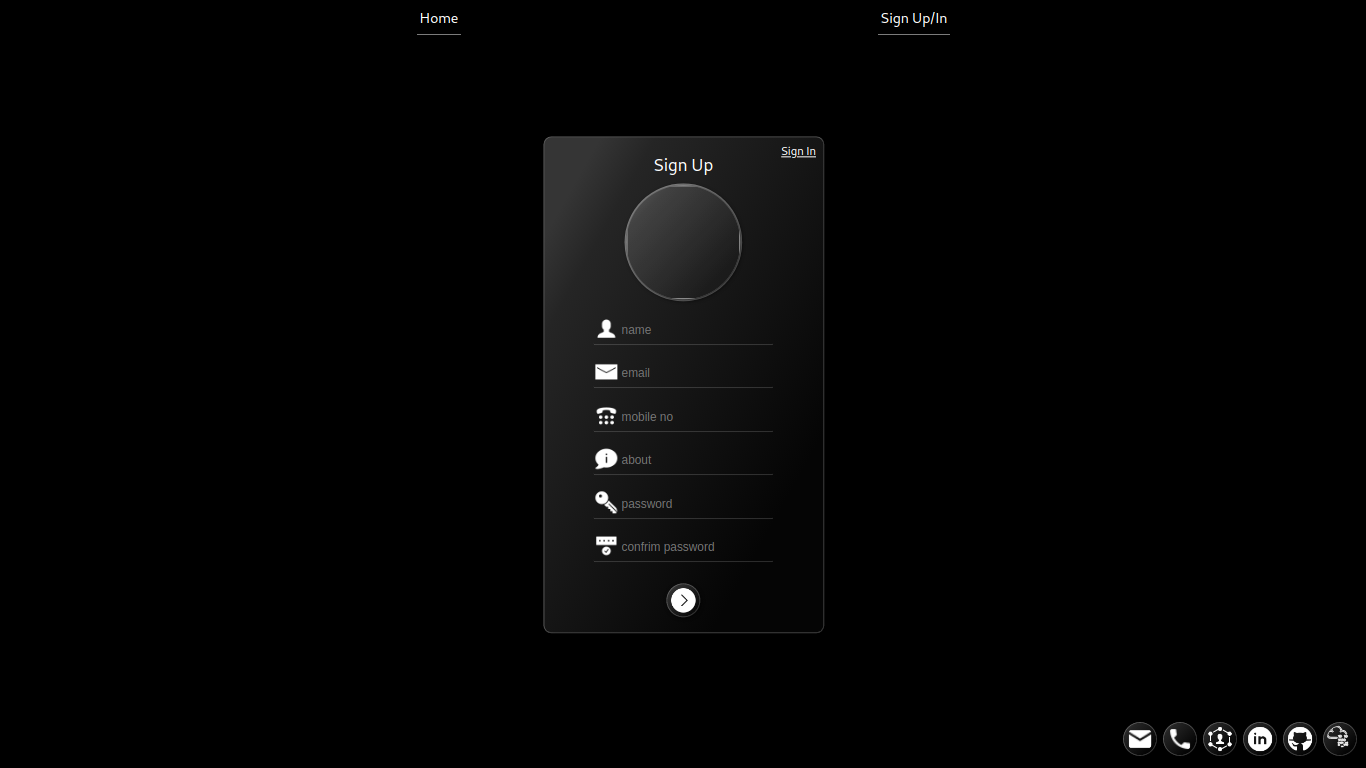 Home
Sign Up/In
Sign In
Sign Up
name
email
mobile no
about
password
confrim password
in